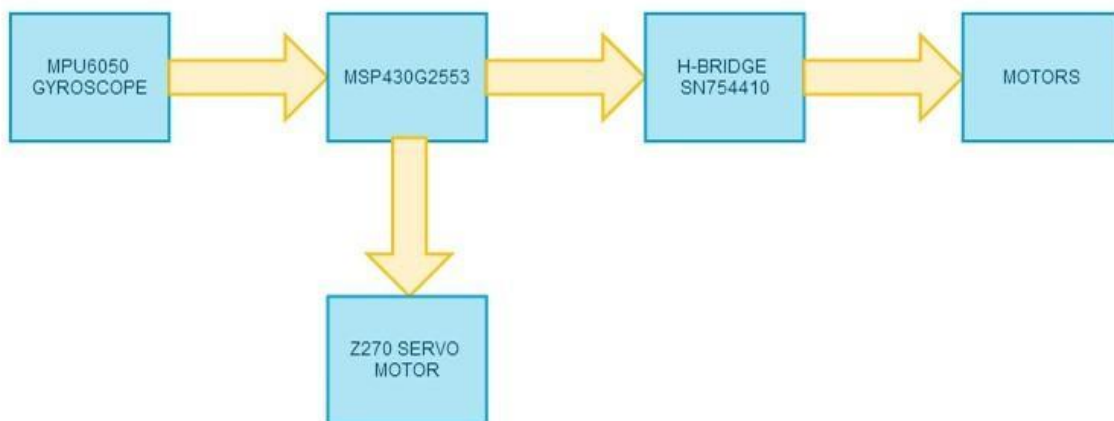 MPU6050
GYROSCOPE
MSP430G2553
H-BRIDGE
SN754410
MOTORS
Z270 SERVO
MOTOR